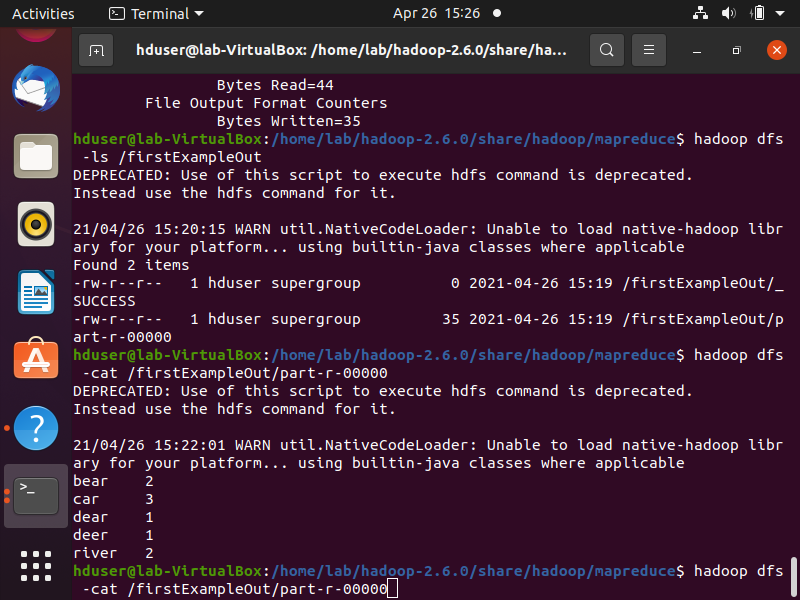 Activities Terminal Apr 26 15:26
hduser@lab-VirtualBox: /home/lab/hadoop-2.6.0/share/ha...
Bytes Read=44
File Output Format Counters
Bytes Written=35
hduser@lab-VirtualBox:/home/lab/hadoop-2.6.0/share/hadoop/mapreduce$ hadoop dfs
-ls /firstExampleOut
DEPRECATED: Use of this script to execute hdfs command is deprecated.
Instead use the hdfs command for it.
21/04/26 15:20:15 WARN util.NativeCodeLoader: Unable to load native-hadoop libr
ary for your platform... using builtin-java classes where applicable
Found 2 items
-rw-r--r-- 1 hduser supergroup 0 2021-04-26 15:19 /firstExampleOut/_
SUCCESS
-rw-r--r-- 1 hduser supergroup 35 2021-04-26 15:19 /firstExampleOut/p
art-r-00000
hduser@lab-VirtualBox:/home/lab/hadoop-2.6.0/share/hadoop/mapreduce$ hadoop dfs
-cat /firstExampleOut/part-r-00000
DEPRECATED: Use of this script to execute hdfs command is deprecated.
Instead use the hdfs command for it.
21/04/26 15:22:01 WARN util.NativeCodeLoader: Unable to load native-hadoop libr
ary for your platform... using builtin-java classes where applicable
bear 2
car 3
dear 1
deer 1
river 2
hduser@lab-VirtualBox:/home/lab/hadoop-2.6.0/share/hadoop/mapreduce$ hadoop dfs
-cat /firstExampleOut/part-r-00000